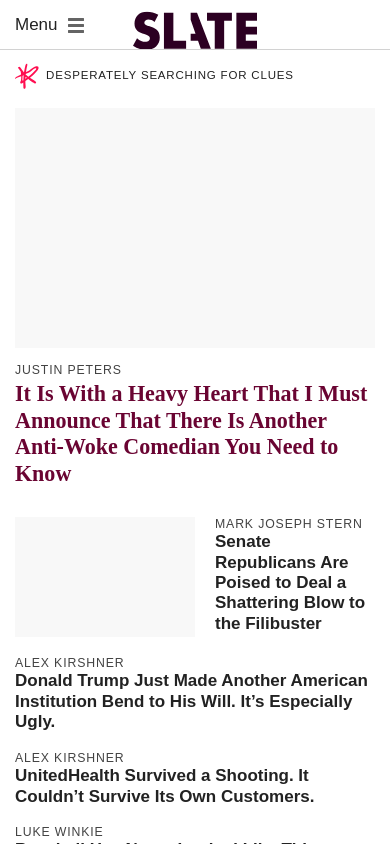 Menu
SLATE
DESPERATELY SEARCHING FOR CLUES
JUSTIN PETERS
It Is With a Heavy Heart That I Must
Announce That There Is Another
Anti-Woke Comedian You Need to
Know
MARK JOSEPH STERN
Senate
Republicans Are
Poised to Deal a
Shattering Blow to
the Filibuster
ALEX KIRSHNER
Donald Trump Just Made Another American
Institution Bend to His Will. It’s Especially
Ugly.
ALEX KIRSHNER
UnitedHealth Survived a Shooting. It
Couldn’t Survive Its Own Customers.
LUKE WINKIE